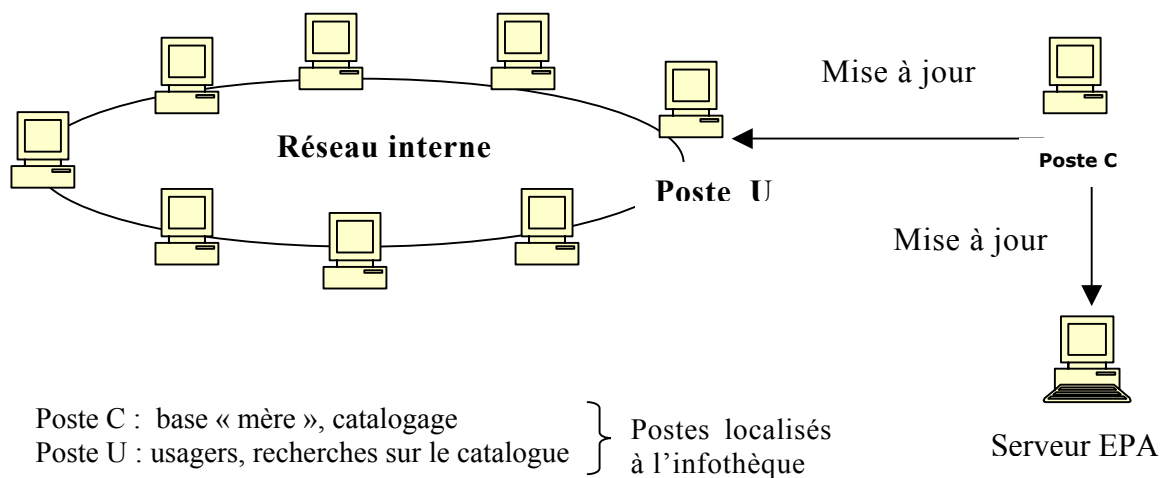 Mise à jour
Réseau interne
Poste C
Poste U
Mise à jour
Poste C : base « mère », catalogage
Poste U : usagers, recherches sur le catalogue
Postes localisés
à l’infothèque
Serveur EPA